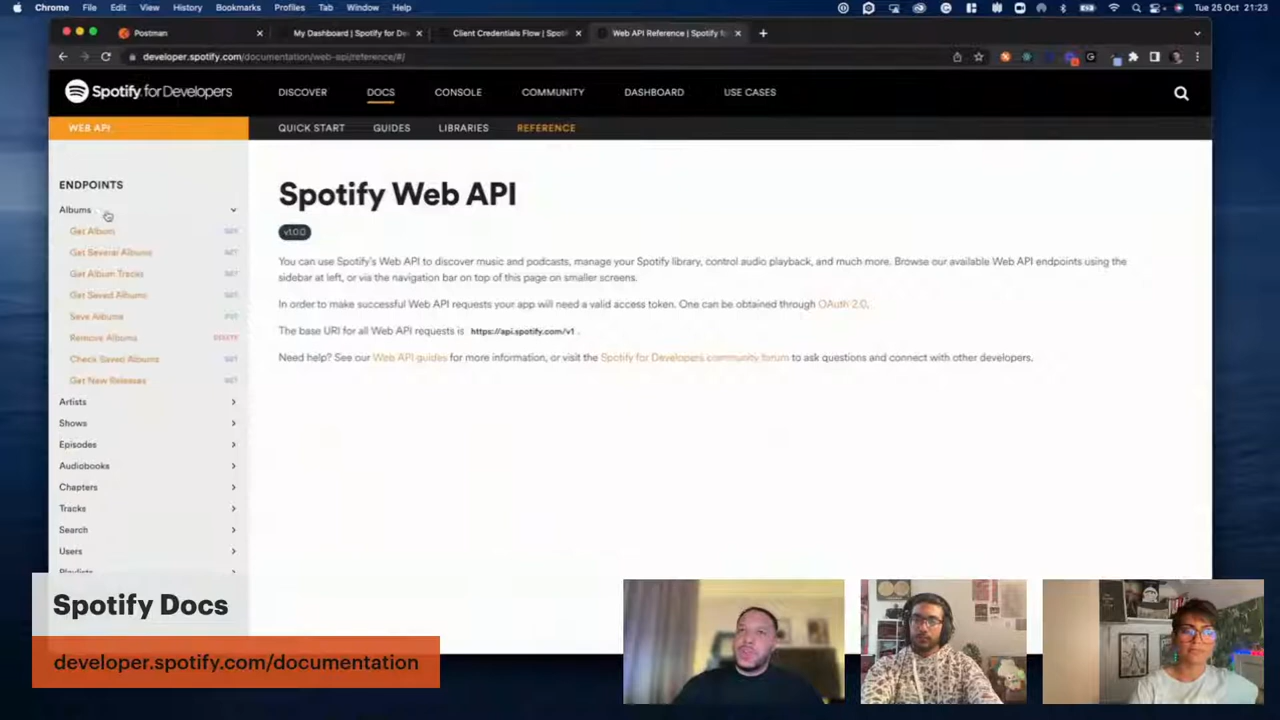 Chrome File Edit View History Bookmarks Profiles Tab Window Help Tue 25 Oct 21:23
Postman My Dashboard | Spotify for De Client Credentials Flow | Spoti Web API Reference | Spotify f
developer.spotify.com/documentation/web-api/reference/#/
Spotify for Developers DISCOVER DOCS CONSOLE COMMUNITY DASHBOARD USE CASES
WEB API QUICK START GUIDES LIBRARIES REFERENCE
ENDPOINTS
Albums
Get Album GET
Get Several Albums GET
Get Album Tracks GET
Get Saved Albums GET
Save Albums PUT
Remove Albums DELETE
Check Saved Albums GET
Get New Releases GET
Artists
Shows
Episodes
Audiobooks
Chapters
Tracks
Search
Users
Playlists
Spotify Web API
v1.0.0
You can use Spotify's Web API to discover music and podcasts, manage your Spotify library, control audio playback, and much more. Browse our available Web API endpoints using the
sidebar at left, or via the navigation bar on top of this page on smaller screens.
In order to make successful Web API requests your app will need a valid access token. One can be obtained through OAuth 2.0.
The base URI for all Web API requests is https://api.spotify.com/v1 .
Need help? See our Web API guides for more information, or visit the Spotify for Developers community forum to ask questions and connect with other developers.
Spotify Docs
developer.spotify.com/documentation